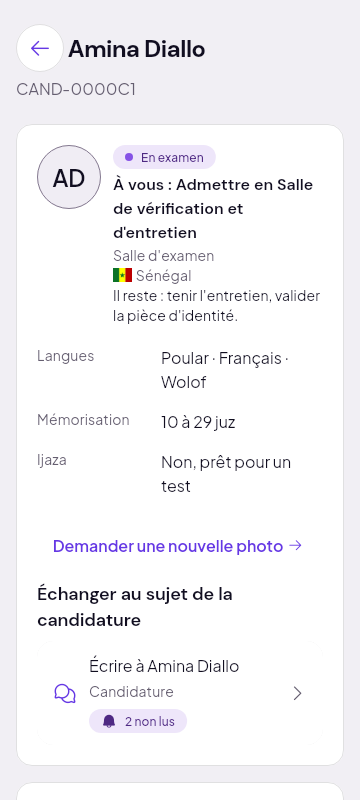 Amina Diallo
CAND-0000C1
AD
En examen
À vous : Admettre en Salle
de vérification et
d'entretien
Salle d'examen
Sénégal
Il reste : tenir l'entretien, valider
la pièce d'identité.
Langues
Poular · Français ·
Wolof
Mémorisation
10 à 29 juz
Ijaza
Non, prêt pour un
test
Demander une nouvelle photo →
Échanger au sujet de la
candidature
Écrire à Amina Diallo
Candidature
2 non lus